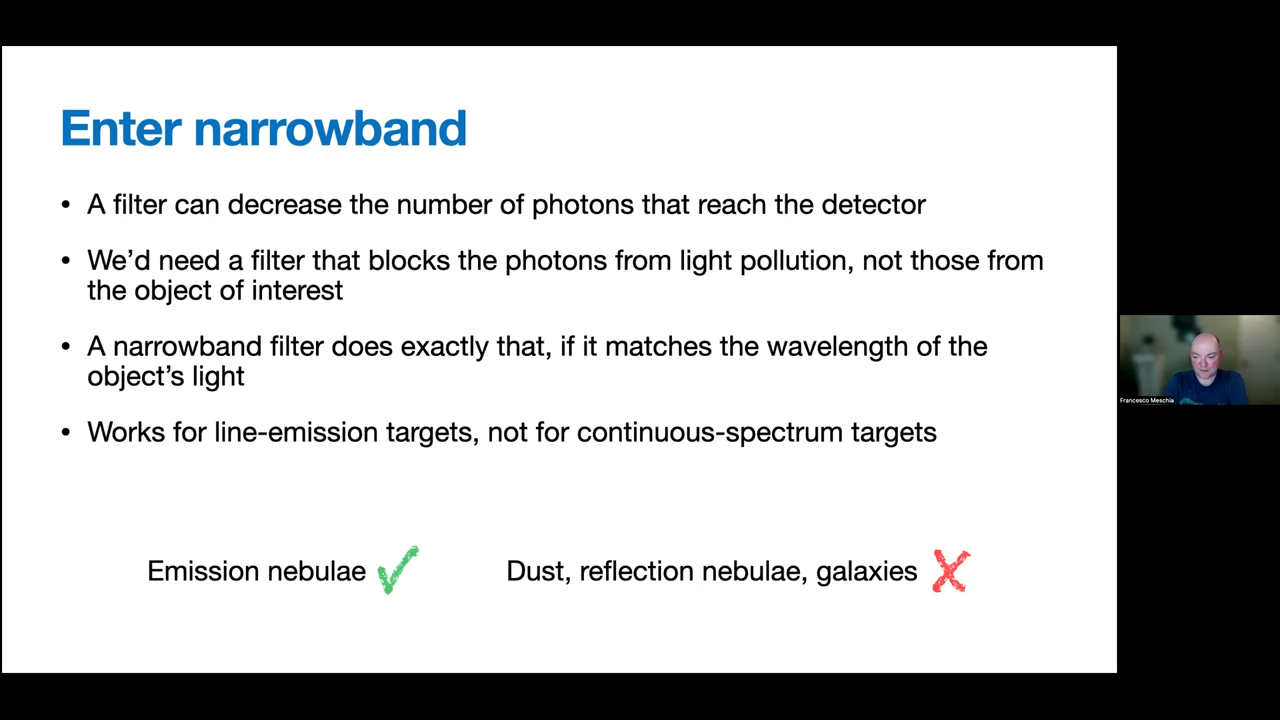 Enter narrowband
• A filter can decrease the number of photons that reach the detector
• We’d need a filter that blocks the photons from light pollution, not those from
the object of interest
• A narrowband filter does exactly that, if it matches the wavelength of the
object’s light
• Works for line-emission targets, not for continuous-spectrum targets
Emission nebulae
Dust, reflection nebulae, galaxies
Francesco Meschia